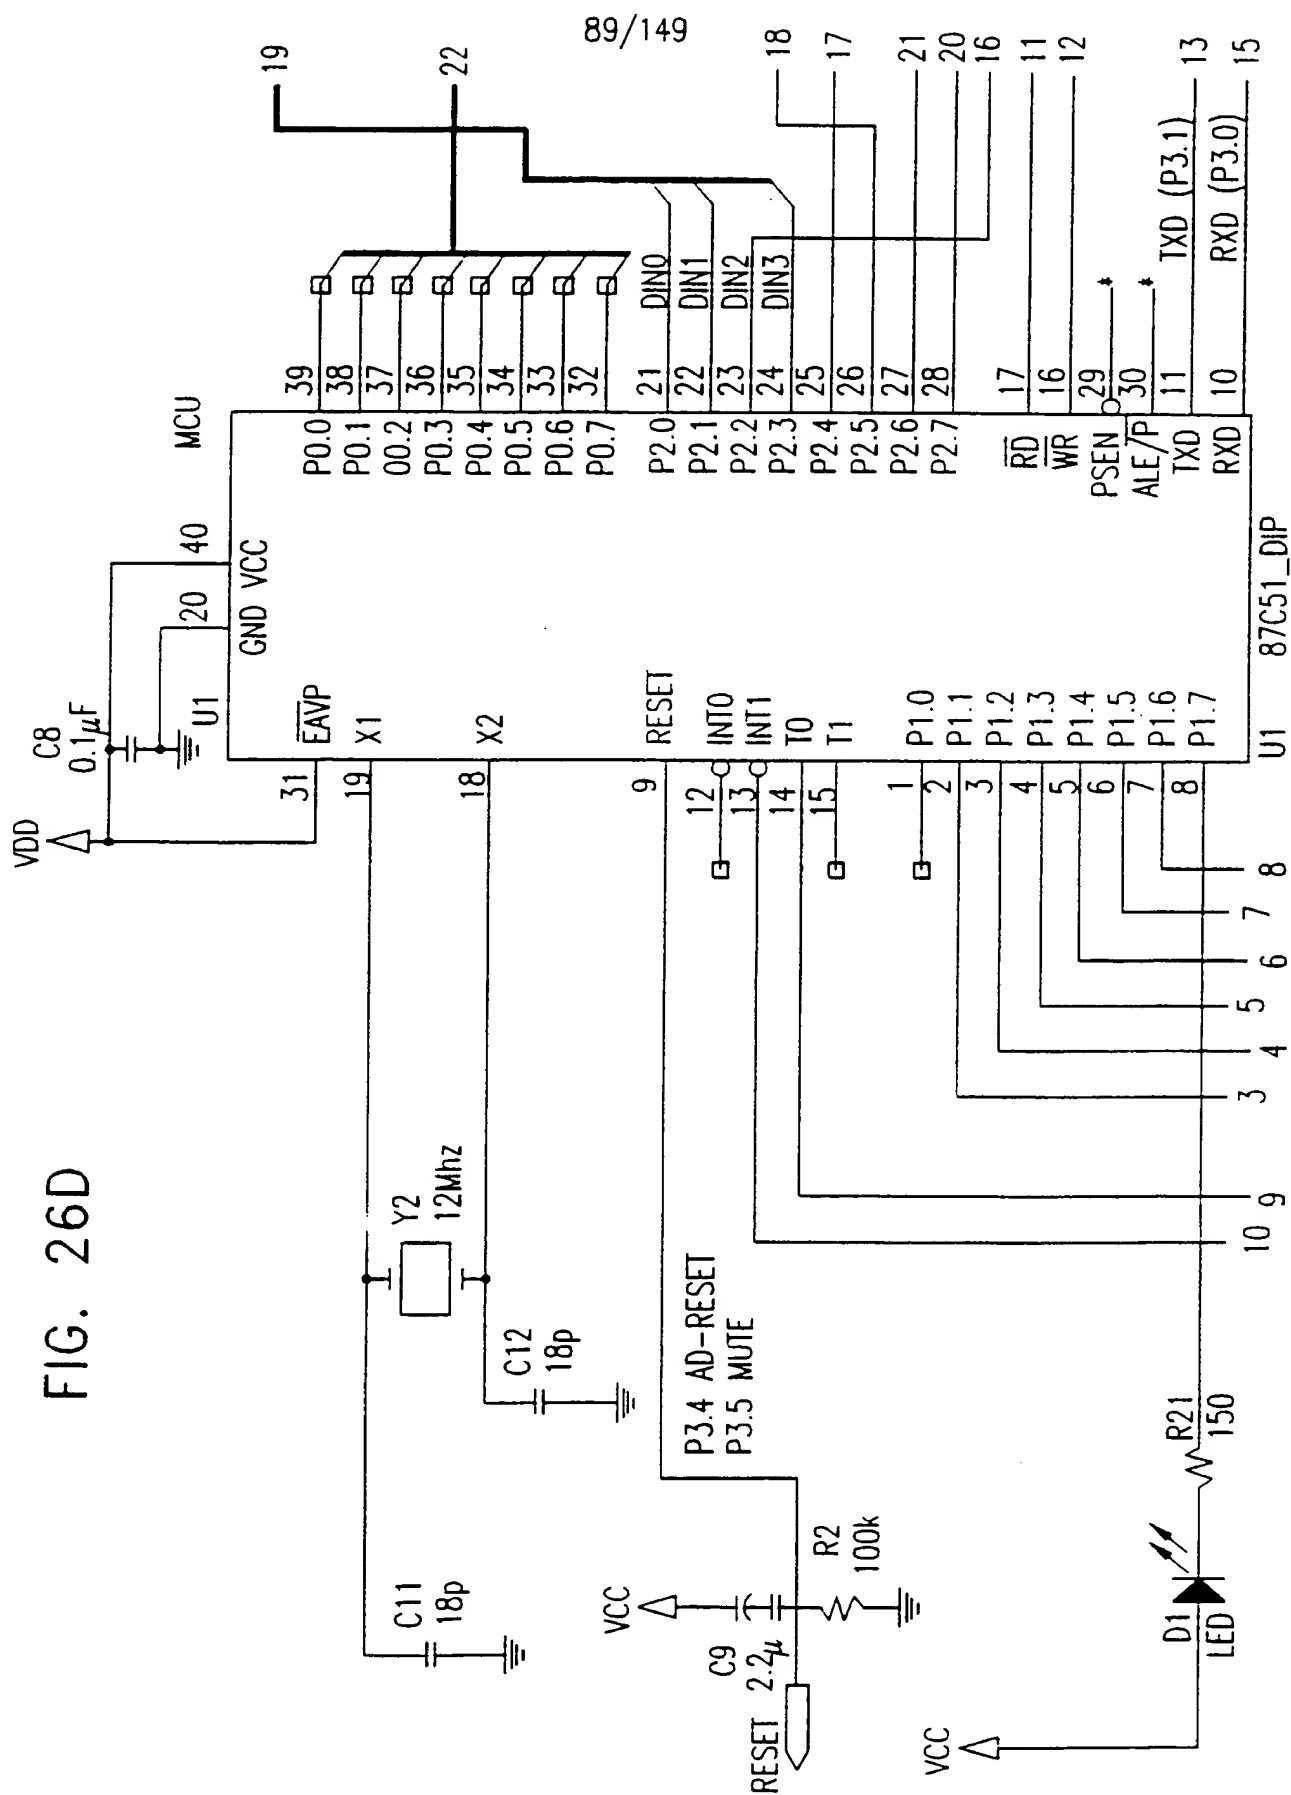 89/149
FIG. 26D
VDD
C8
0.1µF
U1
MCU
20
40
GND VCC
31
EAVP
19
X1
18
X2
9
RESET
12
INT0
13
INT1
14
T0
15
T1
1
P1.0
2
P1.1
3
P1.2
4
P1.3
5
P1.4
6
P1.5
7
P1.6
8
P1.7
P0.0
39
P0.1
38
00.2
37
P0.3
36
P0.4
35
P0.5
34
P0.6
33
P0.7
32
P2.0
21
DIN0
P2.1
22
DIN1
P2.2
23
DIN2
P2.3
24
DIN3
P2.4
25
P2.5
26
P2.6
27
P2.7
28
RD
17
WR
16
PSEN
29
*
ALE/P
30
*
TXD
11
TXD (P3.1)
RXD
10
RXD (P3.0)
19
22
18
17
21
20
16
11
12
13
15
U1
87C51_DIP
Y2
12Mhz
C11
18p
C12
18p
P3.4 AD-RESET
P3.5 MUTE
VCC
C9
2.2µ
RESET
R2
100k
VCC
D1
LED
R21
150
10
9
3
4
5
6
7
8